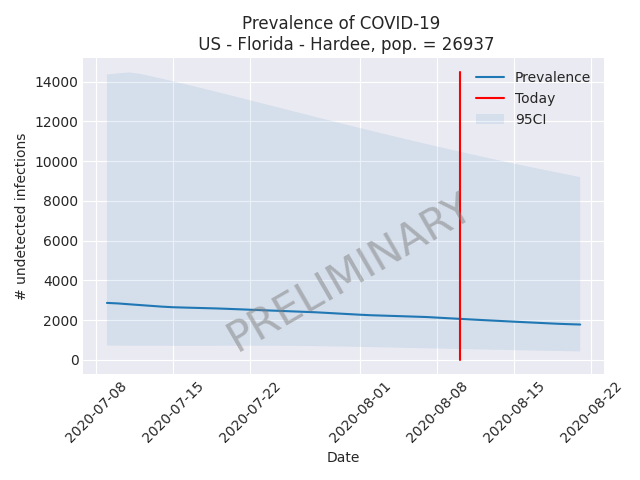 Prevalence of COVID-19
US - Florida - Hardee, pop. = 26937
Prevalence
Today
95CI
14000
12000
10000
8000
6000
4000
2000
0
# undetected infections
PRELIMINARY
2020-07-08
2020-07-15
2020-07-22
2020-08-01
2020-08-08
2020-08-15
2020-08-22
Date